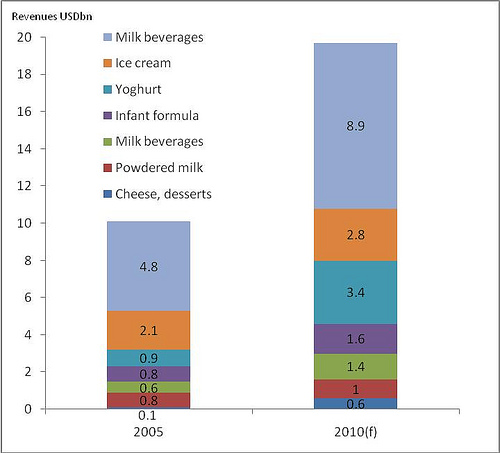 Revenues USDbn
20
18
16
14
12
10
8
6
4
2
0
Milk beverages
Ice cream
Yoghurt
Infant formula
Milk beverages
Powdered milk
Cheese, desserts
4.8
2.1
0.9
0.8
0.6
0.8
0.1
8.9
2.8
3.4
1.6
1.4
1
0.6
2005
2010(f)